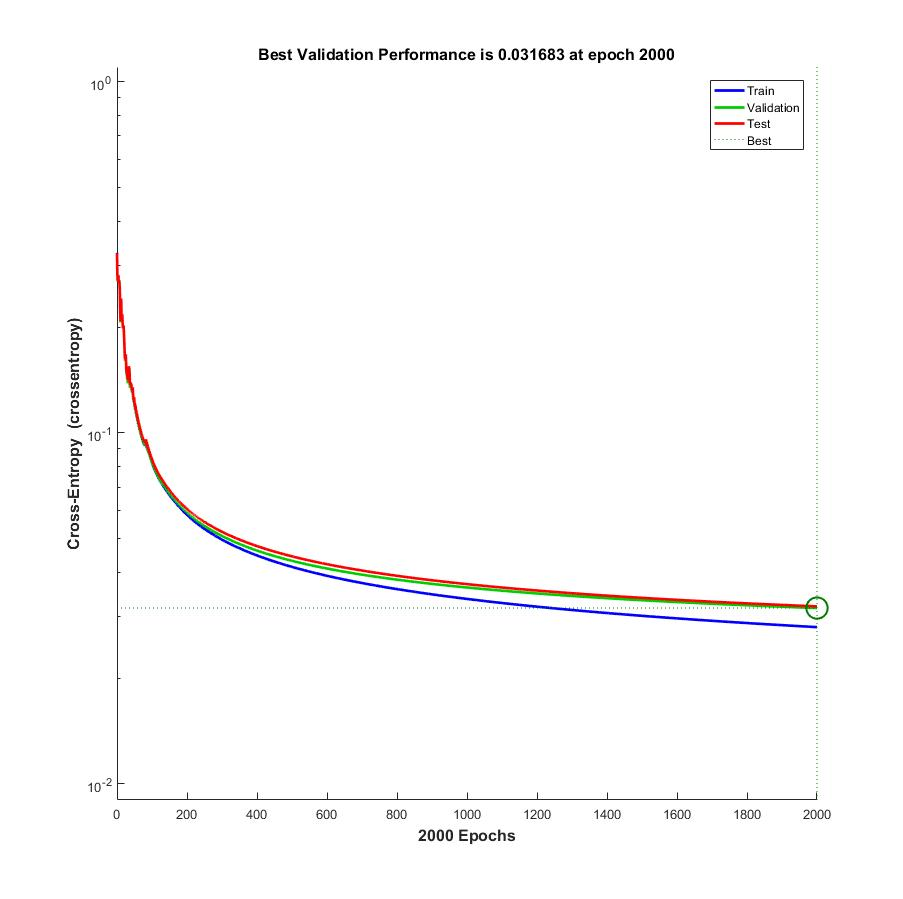 Best Validation Performance is 0.031683 at epoch 2000
Train
Validation
Test
Best
10^0
10^-1
10^-2
Cross-Entropy (crossentropy)
0 200 400 600 800 1000 1200 1400 1600 1800 2000
2000 Epochs